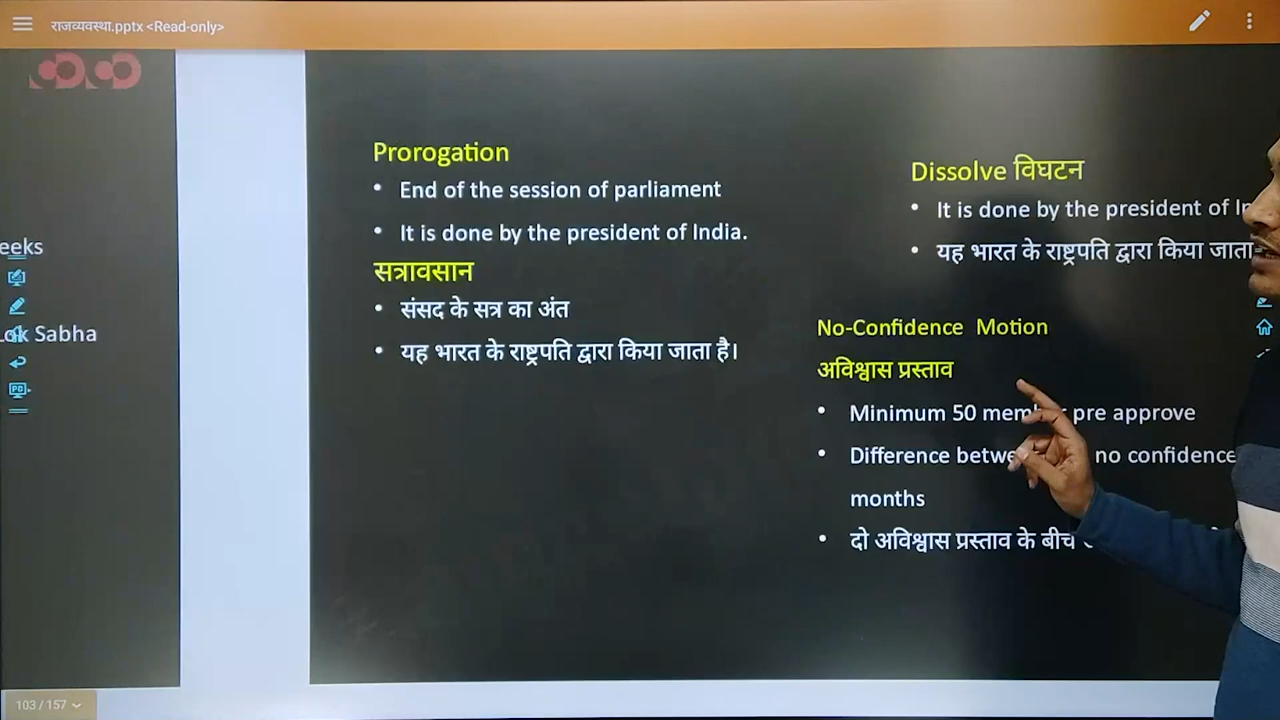 राजव्यवस्था.pptx <Read-only>
eeks
Lok Sabha
Prorogation
• End of the session of parliament
• It is done by the president of India.
सत्रावसान
• संसद के सत्र का अंत
• यह भारत के राष्ट्रपति द्वारा किया जाता है।
Dissolve विघटन
• It is done by the president of In
• यह भारत के राष्ट्रपति द्वारा किया जाता
No-Confidence Motion
अविश्वास प्रस्ताव
• Minimum 50 member pre approve
• Difference betwe no confidence
months
• दो अविश्वास प्रस्ताव के बीच
103 / 157